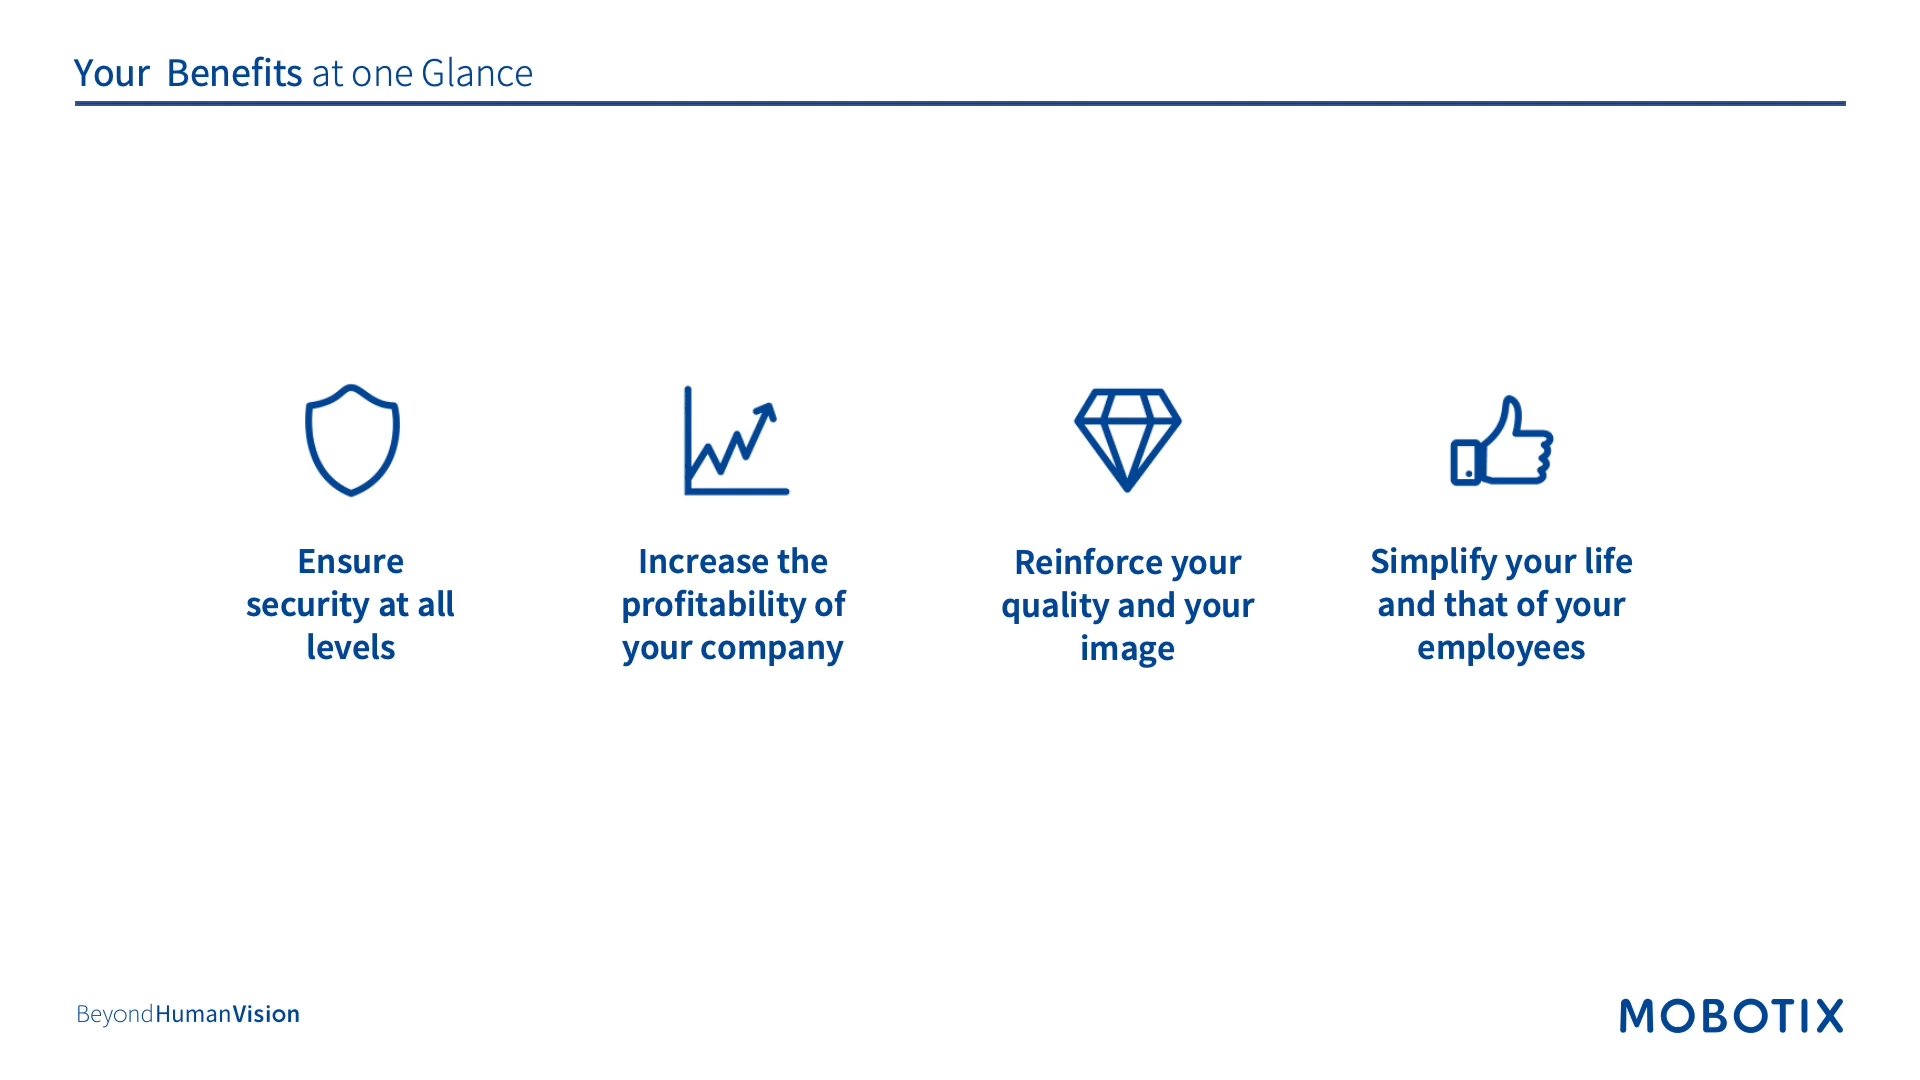 Your Benefits at one Glance
Ensure
security at all
levels
Increase the
profitability of
your company
Reinforce your
quality and your
image
Simplify your life
and that of your
employees
BeyondHumanVision
MOBOTIX